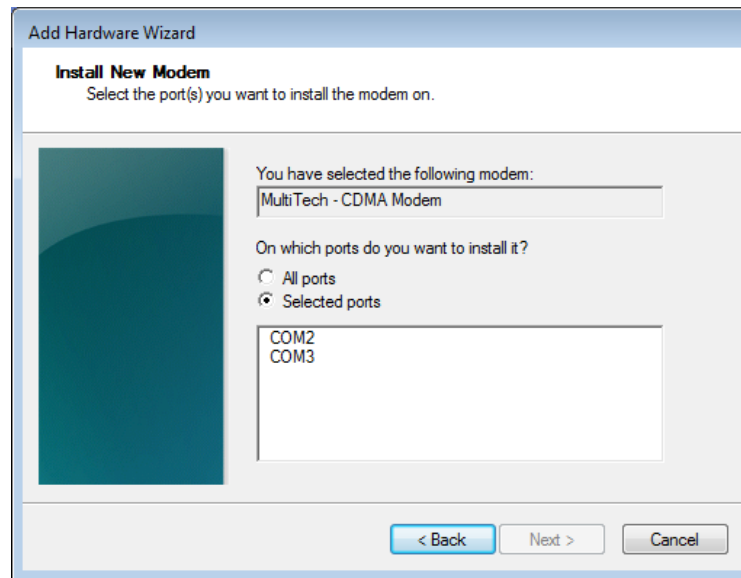 Add Hardware Wizard
Install New Modem
Select the port(s) you want to install the modem on.
You have selected the following modem:
MultiTech - CDMA Modem
On which ports do you want to install it?
All ports
Selected ports
COM2
COM3
< Back Next > Cancel